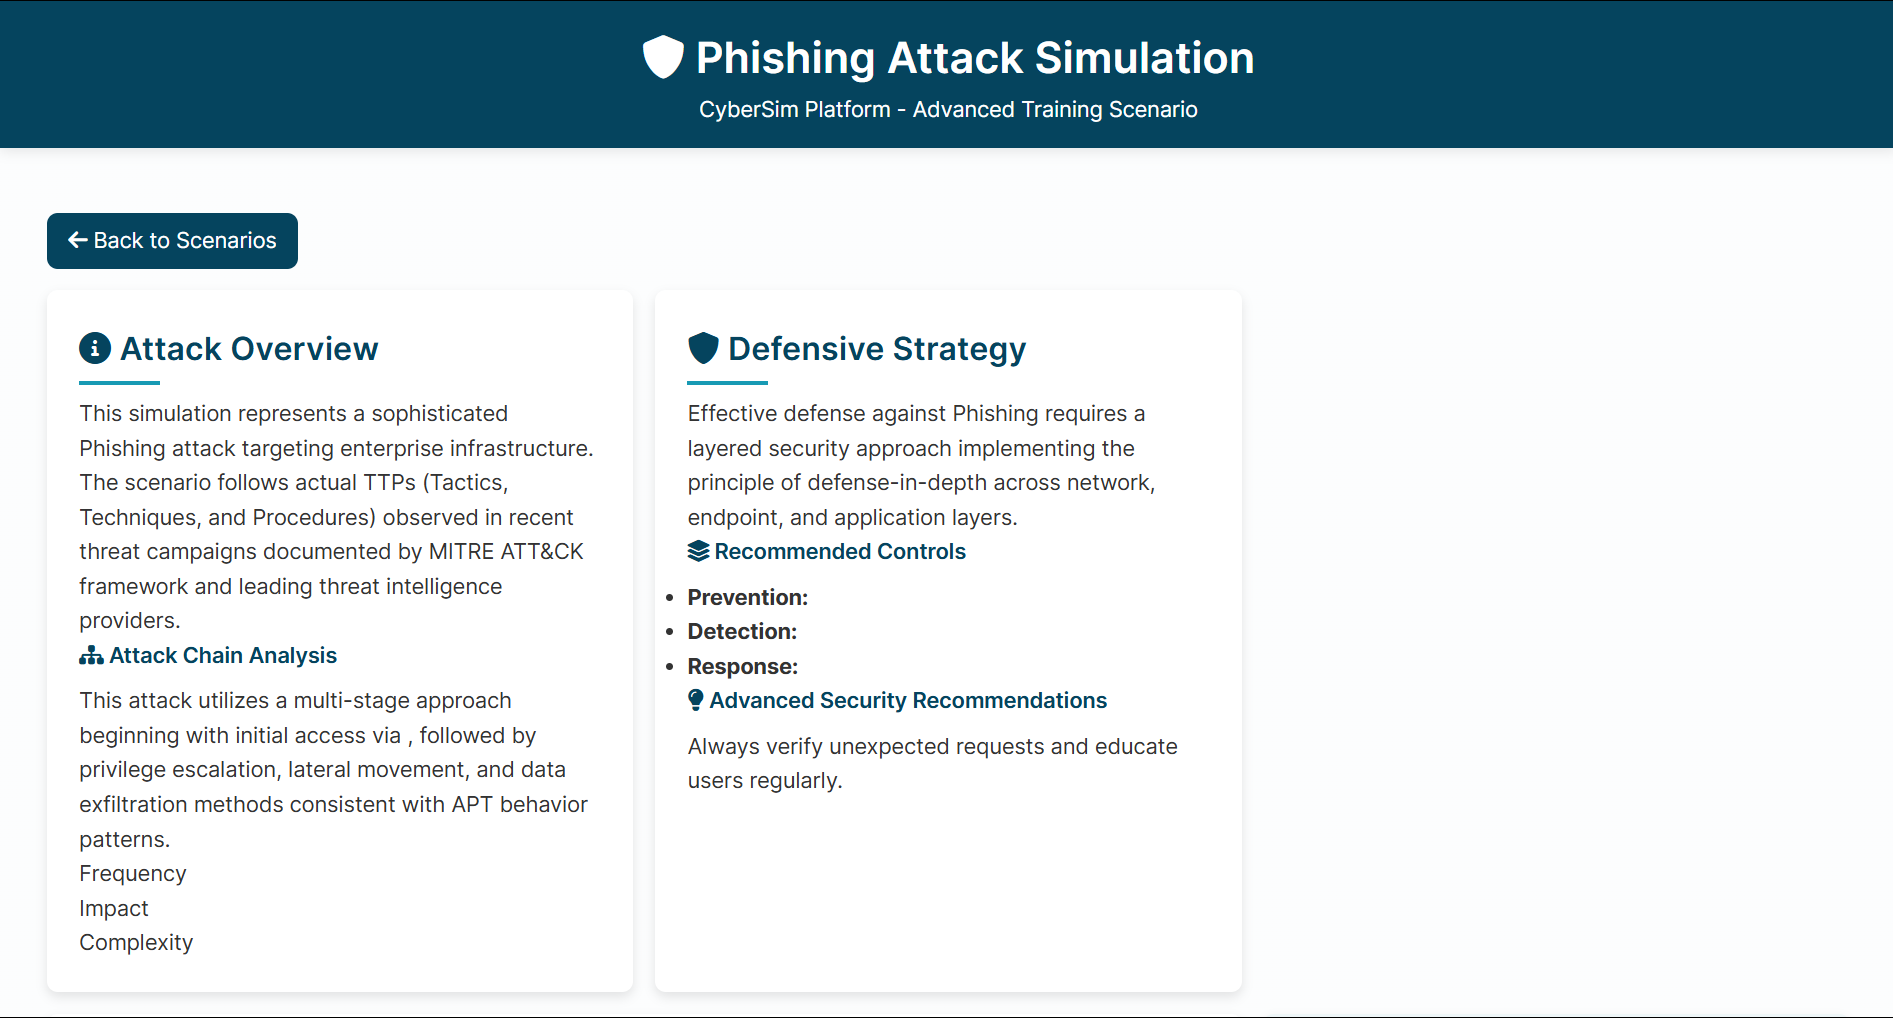 Phishing Attack Simulation
CyberSim Platform - Advanced Training Scenario
Back to Scenarios
Attack Overview
This simulation represents a sophisticated
Phishing attack targeting enterprise infrastructure.
The scenario follows actual TTPs (Tactics,
Techniques, and Procedures) observed in recent
threat campaigns documented by MITRE ATT&CK
framework and leading threat intelligence
providers.
Attack Chain Analysis
This attack utilizes a multi-stage approach
beginning with initial access via , followed by
privilege escalation, lateral movement, and data
exfiltration methods consistent with APT behavior
patterns.
Frequency
Impact
Complexity
Defensive Strategy
Effective defense against Phishing requires a
layered security approach implementing the
principle of defense-in-depth across network,
endpoint, and application layers.
Recommended Controls
• Prevention:
• Detection:
• Response:
Advanced Security Recommendations
Always verify unexpected requests and educate
users regularly.